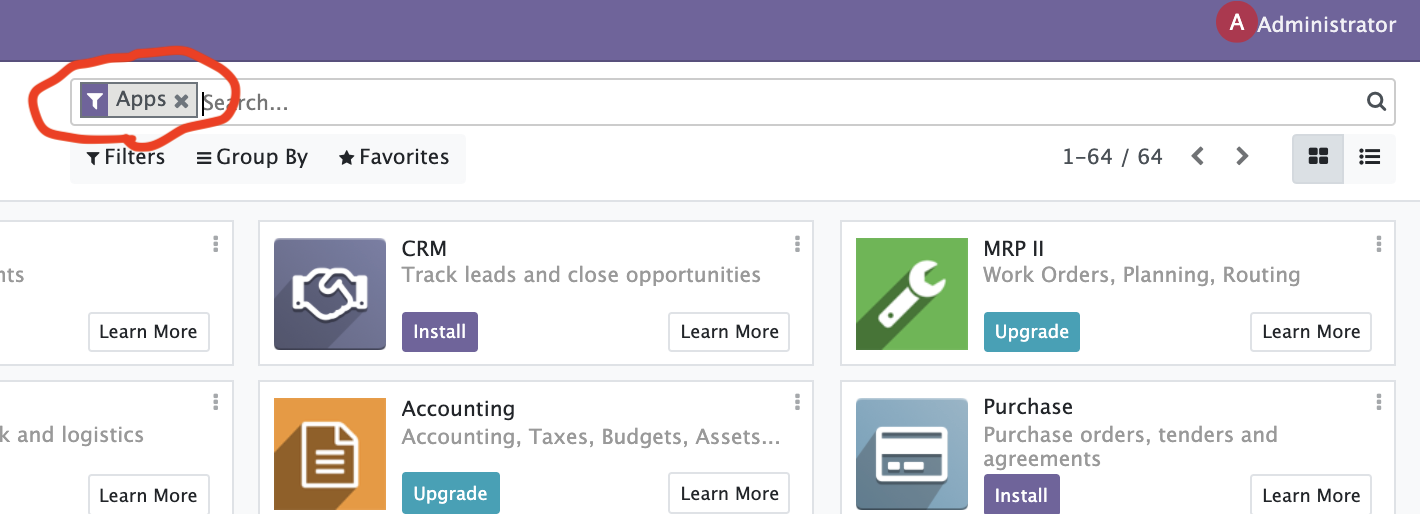 A Administrator
Apps Search...
Filters Group By Favorites 1-64 / 64
CRM
Track leads and close opportunities
Install Learn More
MRP II
Work Orders, Planning, Routing
Upgrade Learn More
nts
Learn More
Accounting
Accounting, Taxes, Budgets, Assets...
Upgrade Learn More
Purchase
Purchase orders, tenders and
agreements
Install Learn More
k and logistics
Learn More